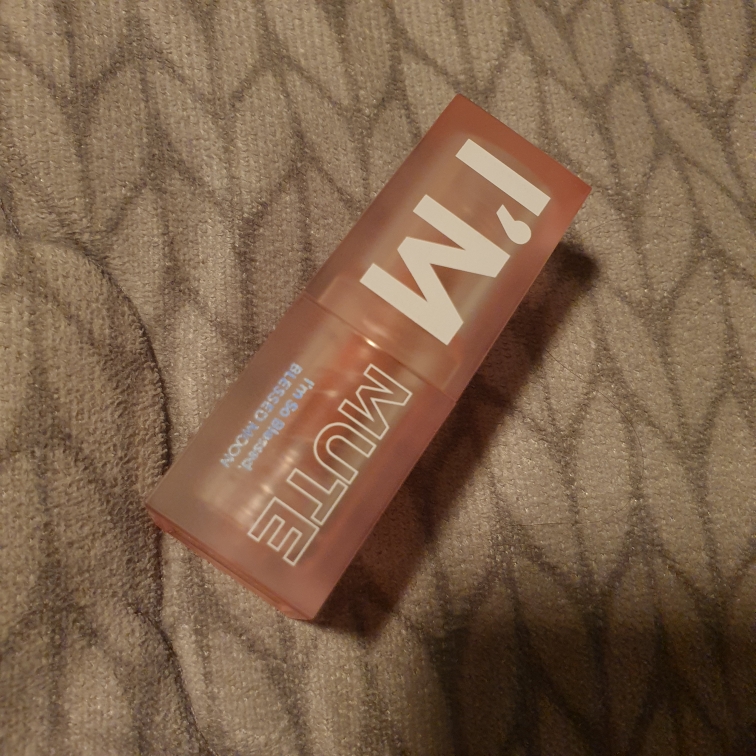 I'M
MUTE
I'm So Blessed,
BLESSED MOON